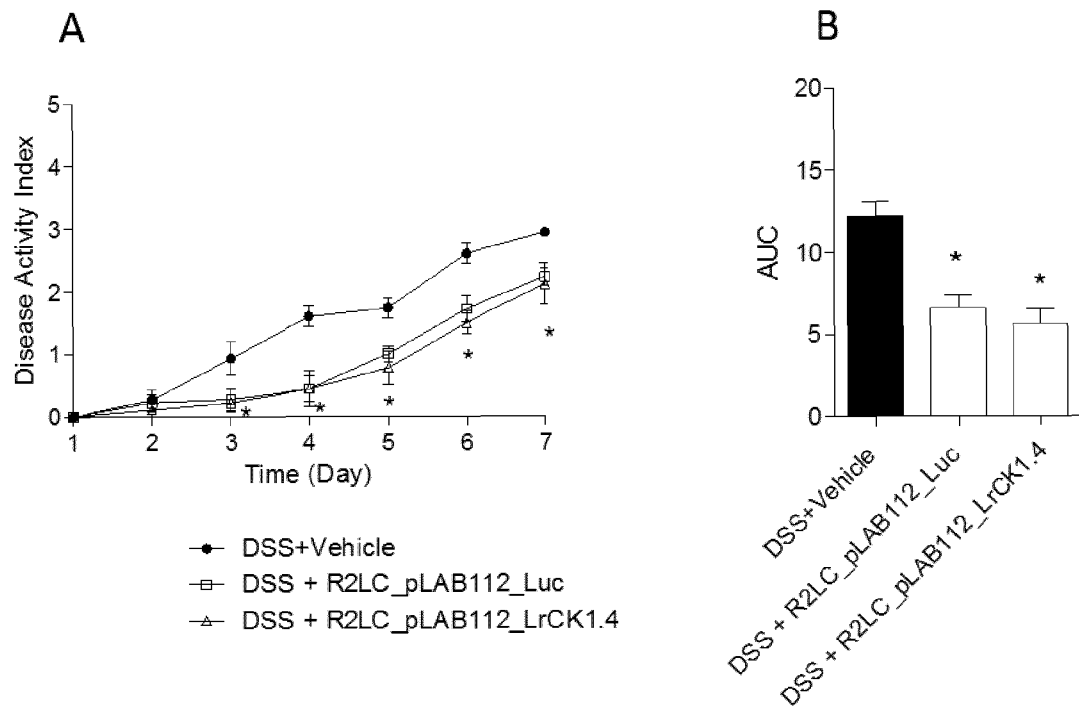 A
Disease Activity Index
5
4
3
2
1
0
* * * * *
1 2 3 4 5 6 7
Time (Day)
DSS+Vehicle
DSS + R2LC_pLAB112_Luc
DSS + R2LC_pLAB112_LrCK1.4
B
AUC
20
15
10
5
0
* *
DSS+Vehicle
DSS + R2LC_pLAB112_Luc
DSS + R2LC_pLAB112_LrCK1.4